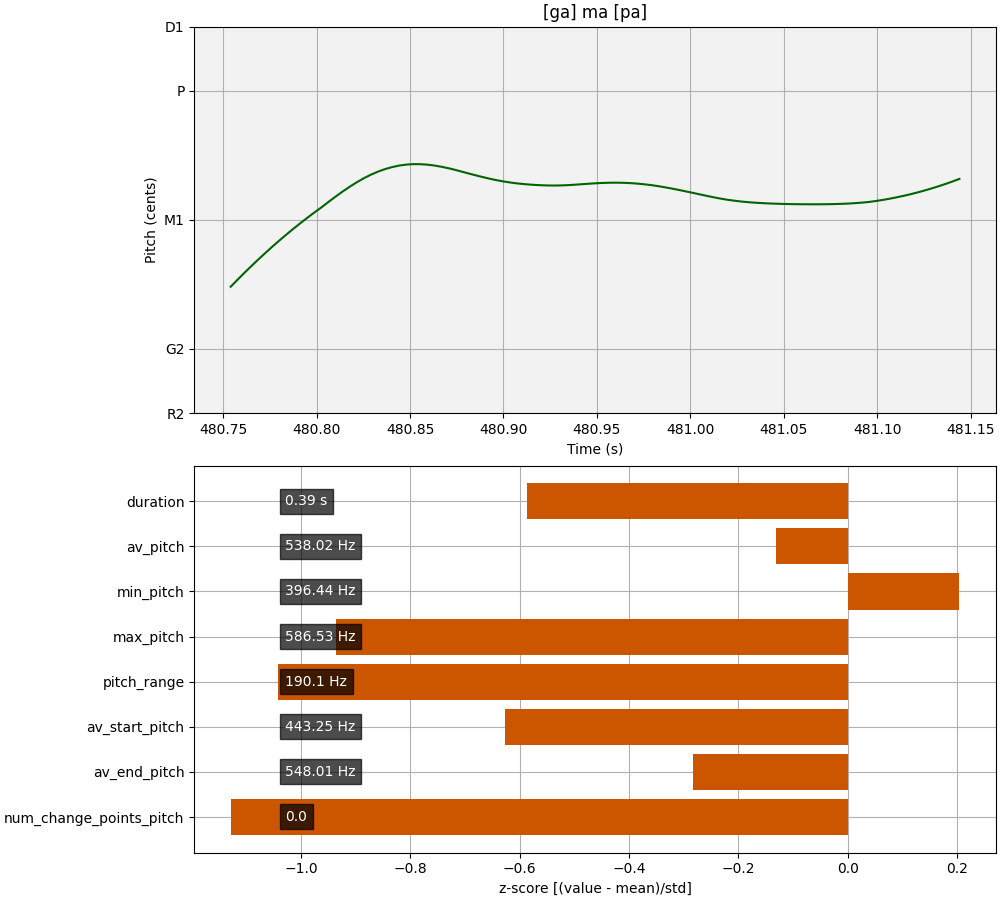 [ga] ma [pa]
D1
P
M1
G2
R2
Pitch (cents)
480.75 480.80 480.85 480.90 480.95 481.00 481.05 481.10 481.15
Time (s)
duration 0.39 s
av_pitch 538.02 Hz
min_pitch 396.44 Hz
max_pitch 586.53 Hz
pitch_range 190.1 Hz
av_start_pitch 443.25 Hz
av_end_pitch 548.01 Hz
num_change_points_pitch 0.0
−1.0 −0.8 −0.6 −0.4 −0.2 0.0 0.2
z-score [(value - mean)/std]